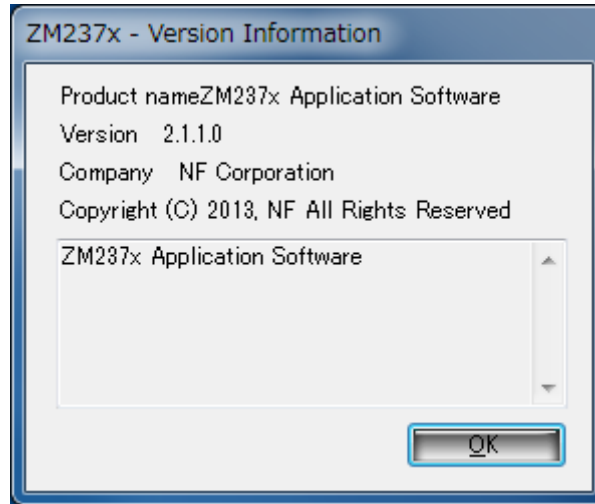 ZM237x - Version Information
Product nameZM237x Application Software
Version 2.1.1.0
Company NF Corporation
Copyright (C) 2013, NF All Rights Reserved
ZM237x Application Software
OK